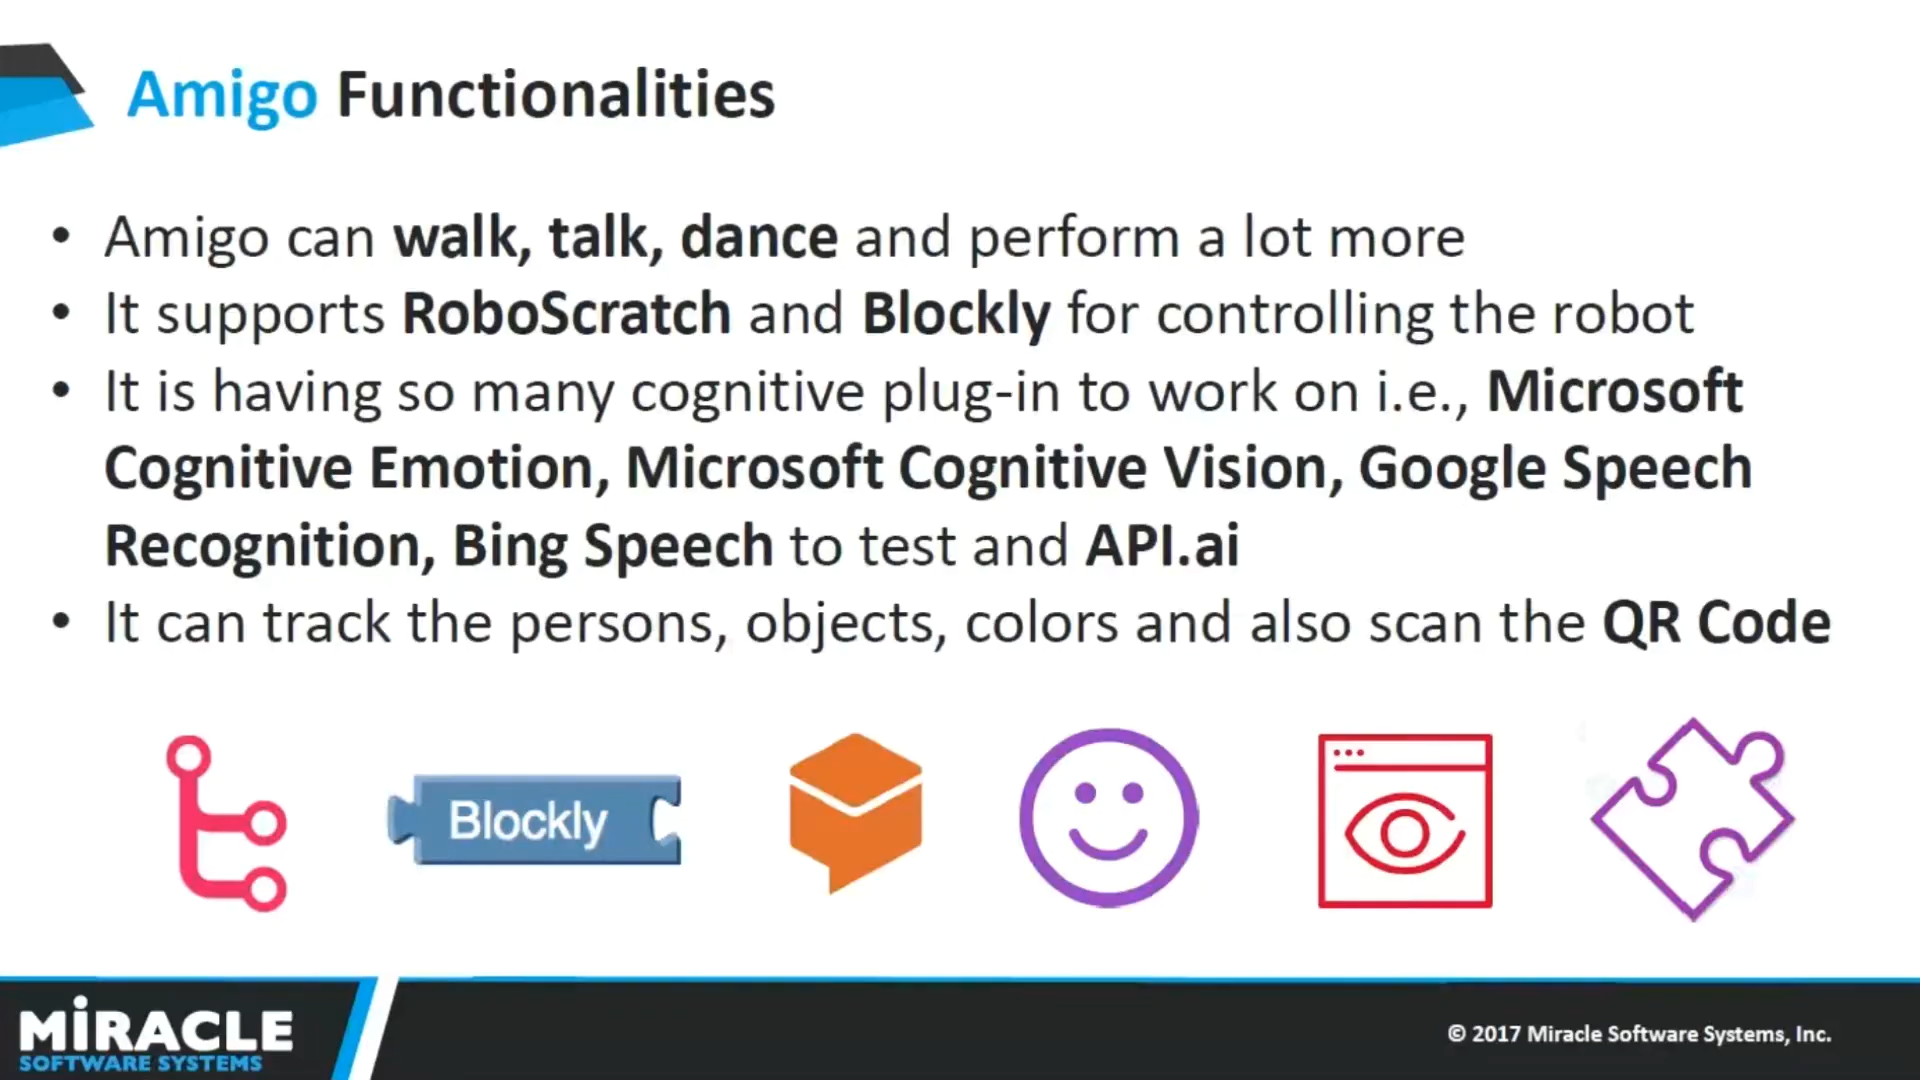 Amigo Functionalities
• Amigo can walk, talk, dance and perform a lot more
• It supports RoboScratch and Blockly for controlling the robot
• It is having so many cognitive plug-in to work on i.e., Microsoft
Cognitive Emotion, Microsoft Cognitive Vision, Google Speech
Recognition, Bing Speech to test and API.ai
• It can track the persons, objects, colors and also scan the QR Code
Blockly
MiRACLE
SOFTWARE SYSTEMS
© 2017 Miracle Software Systems, Inc.